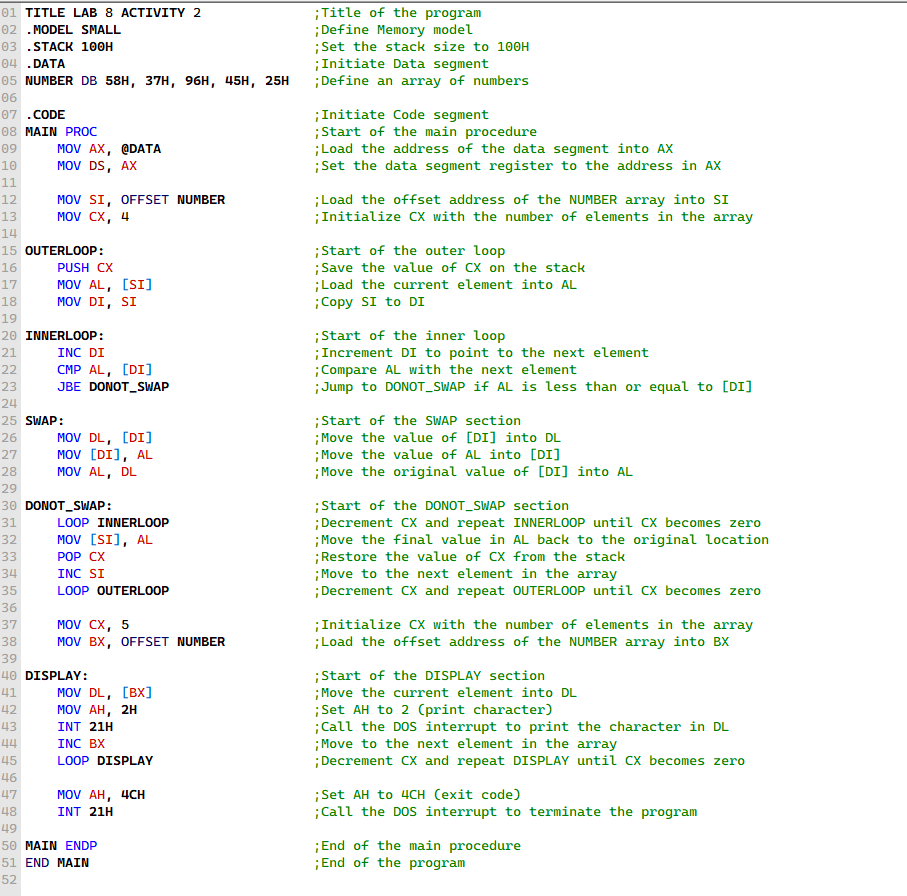 01 TITLE LAB 8 ACTIVITY 2 ;Title of the program
02 .MODEL SMALL ;Define Memory model
03 .STACK 100H ;Set the stack size to 100H
04 .DATA ;Initiate Data segment
05 NUMBER DB 58H, 37H, 96H, 45H, 25H ;Define an array of numbers
06
07 .CODE ;Initiate Code segment
08 MAIN PROC ;Start of the main procedure
09 MOV AX, @DATA ;Load the address of the data segment into AX
10 MOV DS, AX ;Set the data segment register to the address in AX
11
12 MOV SI, OFFSET NUMBER ;Load the offset address of the NUMBER array into SI
13 MOV CX, 4 ;Initialize CX with the number of elements in the array
14
15 OUTERLOOP: ;Start of the outer loop
16 PUSH CX ;Save the value of CX on the stack
17 MOV AL, [SI] ;Load the current element into AL
18 MOV DI, SI ;Copy SI to DI
19
20 INNERLOOP: ;Start of the inner loop
21 INC DI ;Increment DI to point to the next element
22 CMP AL, [DI] ;Compare AL with the next element
23 JBE DONOT_SWAP ;Jump to DONOT_SWAP if AL is less than or equal to [DI]
24
25 SWAP: ;Start of the SWAP section
26 MOV DL, [DI] ;Move the value of [DI] into DL
27 MOV [DI], AL ;Move the value of AL into [DI]
28 MOV AL, DL ;Move the original value of [DI] into AL
29
30 DONOT_SWAP: ;Start of the DONOT_SWAP section
31 LOOP INNERLOOP ;Decrement CX and repeat INNERLOOP until CX becomes zero
32 MOV [SI], AL ;Move the final value in AL back to the original location
33 POP CX ;Restore the value of CX from the stack
34 INC SI ;Move to the next element in the array
35 LOOP OUTERLOOP ;Decrement CX and repeat OUTERLOOP until CX becomes zero
36
37 MOV CX, 5 ;Initialize CX with the number of elements in the array
38 MOV BX, OFFSET NUMBER ;Load the offset address of the NUMBER array into BX
39
40 DISPLAY: ;Start of the DISPLAY section
41 MOV DL, [BX] ;Move the current element into DL
42 MOV AH, 2H ;Set AH to 2 (print character)
43 INT 21H ;Call the DOS interrupt to print the character in DL
44 INC BX ;Move to the next element in the array
45 LOOP DISPLAY ;Decrement CX and repeat DISPLAY until CX becomes zero
46
47 MOV AH, 4CH ;Set AH to 4CH (exit code)
48 INT 21H ;Call the DOS interrupt to terminate the program
49
50 MAIN ENDP ;End of the main procedure
51 END MAIN ;End of the program
52